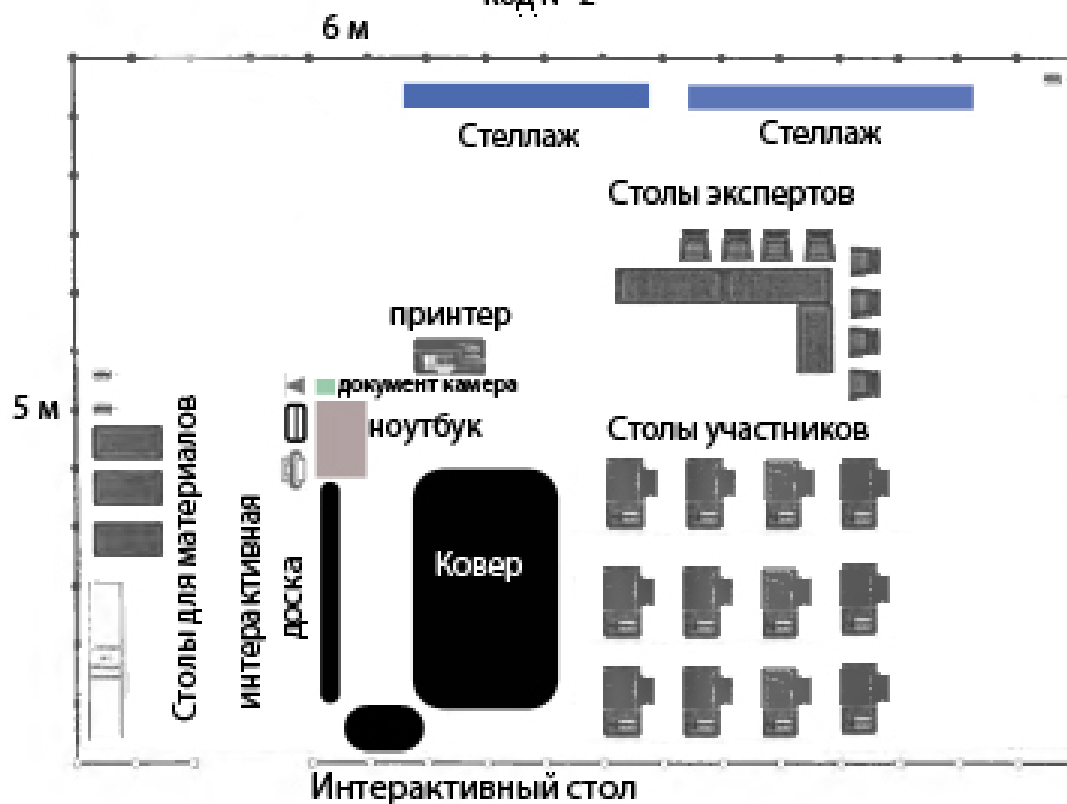 6 м
Стеллаж
Стеллаж
Столы экспертов
принтер
документ камера
5 м
ноутбук
Столы участников
Столы для материалов
интерактивная
доска
Ковер
Интерактивный стол